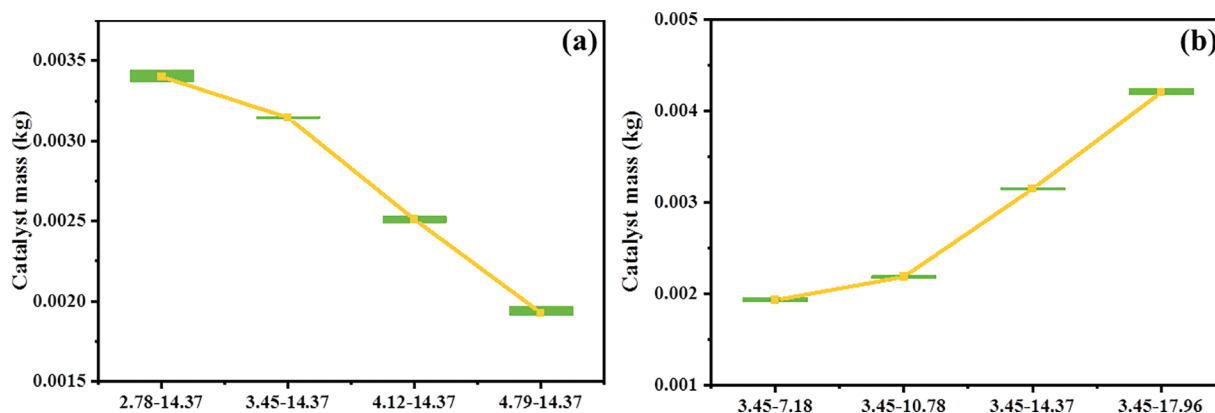 (a)
Catalyst mass (kg)
0.0035
0.0030
0.0025
0.0020
0.0015
2.78-14.37 3.45-14.37 4.12-14.37 4.79-14.37
(b)
Catalyst mass (kg)
0.005
0.004
0.003
0.002
0.001
3.45-7.18 3.45-10.78 3.45-14.37 3.45-17.96